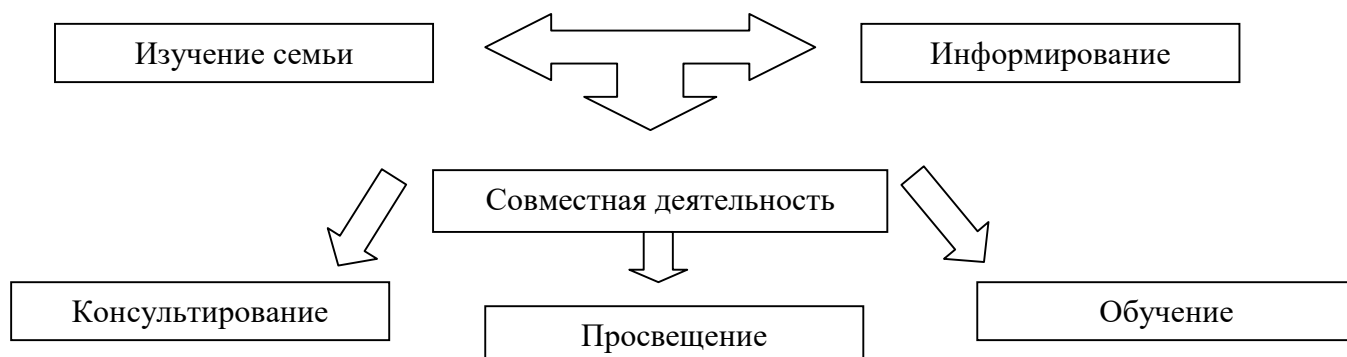 Изучение семьи
Информирование
Совместная деятельность
Консультирование
Просвещение
Обучение